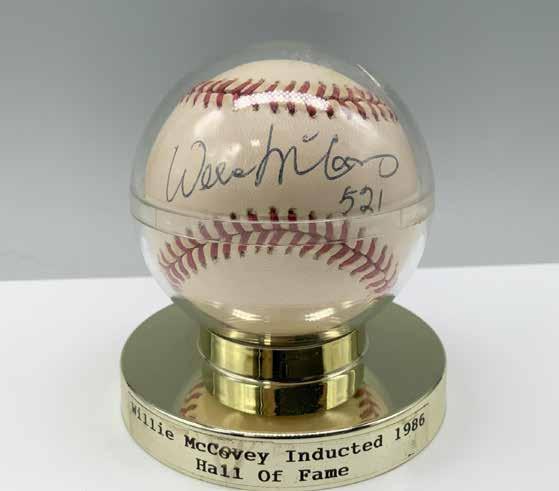 Willie McCovey
521
Willie McCovey Inducted 1986
Hall Of Fame